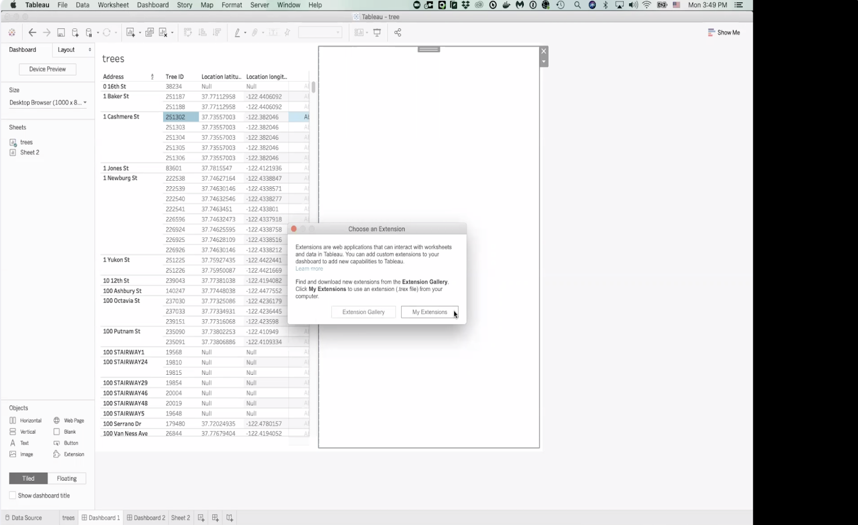 Tableau File Data Worksheet Dashboard Story Map Format Server Window Help
Mon 3:49 PM
Tableau - tree
Show Me
Dashboard Layout
Device Preview
Size
Desktop Browser (1000 x 8...
Sheets
trees
Sheet 2
trees
Address Tree ID Location latitu.. Location longit..
0 16th St 38234 Null Null
1 Baker St 251187 37.77112958 -122.4406092
251188 37.77112958 -122.4406092
1 Cashmere St 251302 37.73557003 -122.382046
251303 37.73557003 -122.382046
251304 37.73557003 -122.382046
251305 37.73557003 -122.382046
251306 37.73557003 -122.382046
1 Jones St 83601 37.7815547 -122.4121936
1 Newburg St 222538 37.74627164 -122.4338847
222539 37.74630146 -122.4338571
222540 37.74632546 -122.4338277
222541 37.7463461 -122.433801
226596 37.74632473 -122.4337918
226924 37.74625595 -122.4338758
226925 37.74628109 -122.4338516
226926 37.74630146 -122.4338212
1 Yukon St 251225 37.75927435 -122.4422441
251226 37.75950087 -122.4421669
10 12th St 239043 37.77381038 -122.4194082
100 Ashbury St 140247 37.77448038 -122.4477552
100 Octavia St 237030 37.77325086 -122.4236179
237033 37.77334931 -122.4236445
239151 37.77316068 -122.423598
100 Putnam St 235090 37.73802253 -122.410949
235091 37.73806886 -122.4109334
100 STAIRWAY1 19568 Null Null
100 STAIRWAY24 19810 Null Null
19815 Null Null
100 STAIRWAY29 19854 Null Null
100 STAIRWAY46 20004 Null Null
100 STAIRWAY48 20019 Null Null
100 STAIRWAY5 19648 Null Null
100 Serrano Dr 179480 37.72024935 -122.4780157
100 Van Ness Ave 26844 37.77679404 -122.4194052
Choose an Extension
Extensions are web applications that can interact with worksheets
and data in Tableau. You can add custom extensions to your
dashboard to add new capabilities to Tableau.
Learn more
Find and download new extensions from the Extension Gallery.
Click My Extensions to use an extension (.trex file) from your
computer.
Extension Gallery My Extensions
Objects
Horizontal Web Page
Vertical Blank
Text Button
Image Extension
Tiled Floating
Show dashboard title
Data Source trees Dashboard 1 Dashboard 2 Sheet 2